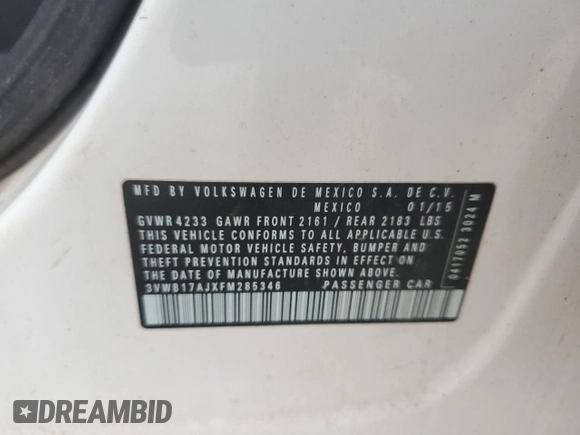 MFD BY VOLKSWAGEN DE MEXICO S.A. DE C.V.
MEXICO 01/15
GVWR 4233 GAWR FRONT 2161 / REAR 2183 LBS
THIS VEHICLE CONFORMS TO ALL APPLICABLE U.S.
FEDERAL MOTOR VEHICLE SAFETY, BUMPER AND
THEFT PREVENTION STANDARDS IN EFFECT ON
THE DATE OF MANUFACTURE SHOWN ABOVE.
3VWB17AJXFM285346 PASSENGER CAR
0417052 3024 M
DREAMBID